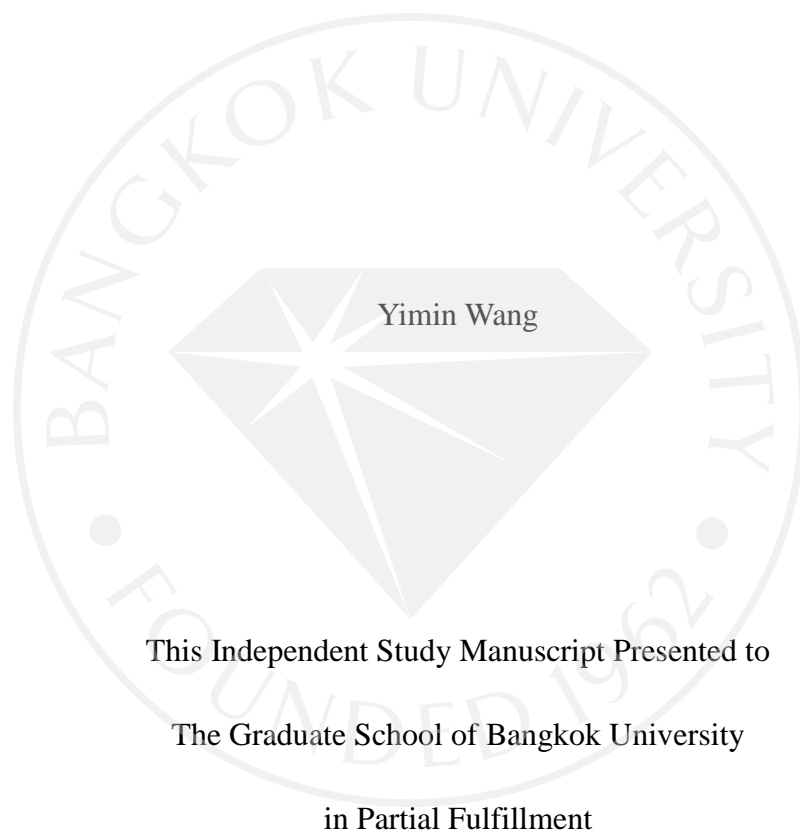 BANGKOK UNIVERSITY
Yimin Wang
This Independent Study Manuscript Presented to
The Graduate School of Bangkok University
in Partial Fulfillment
FOUNDED 1962